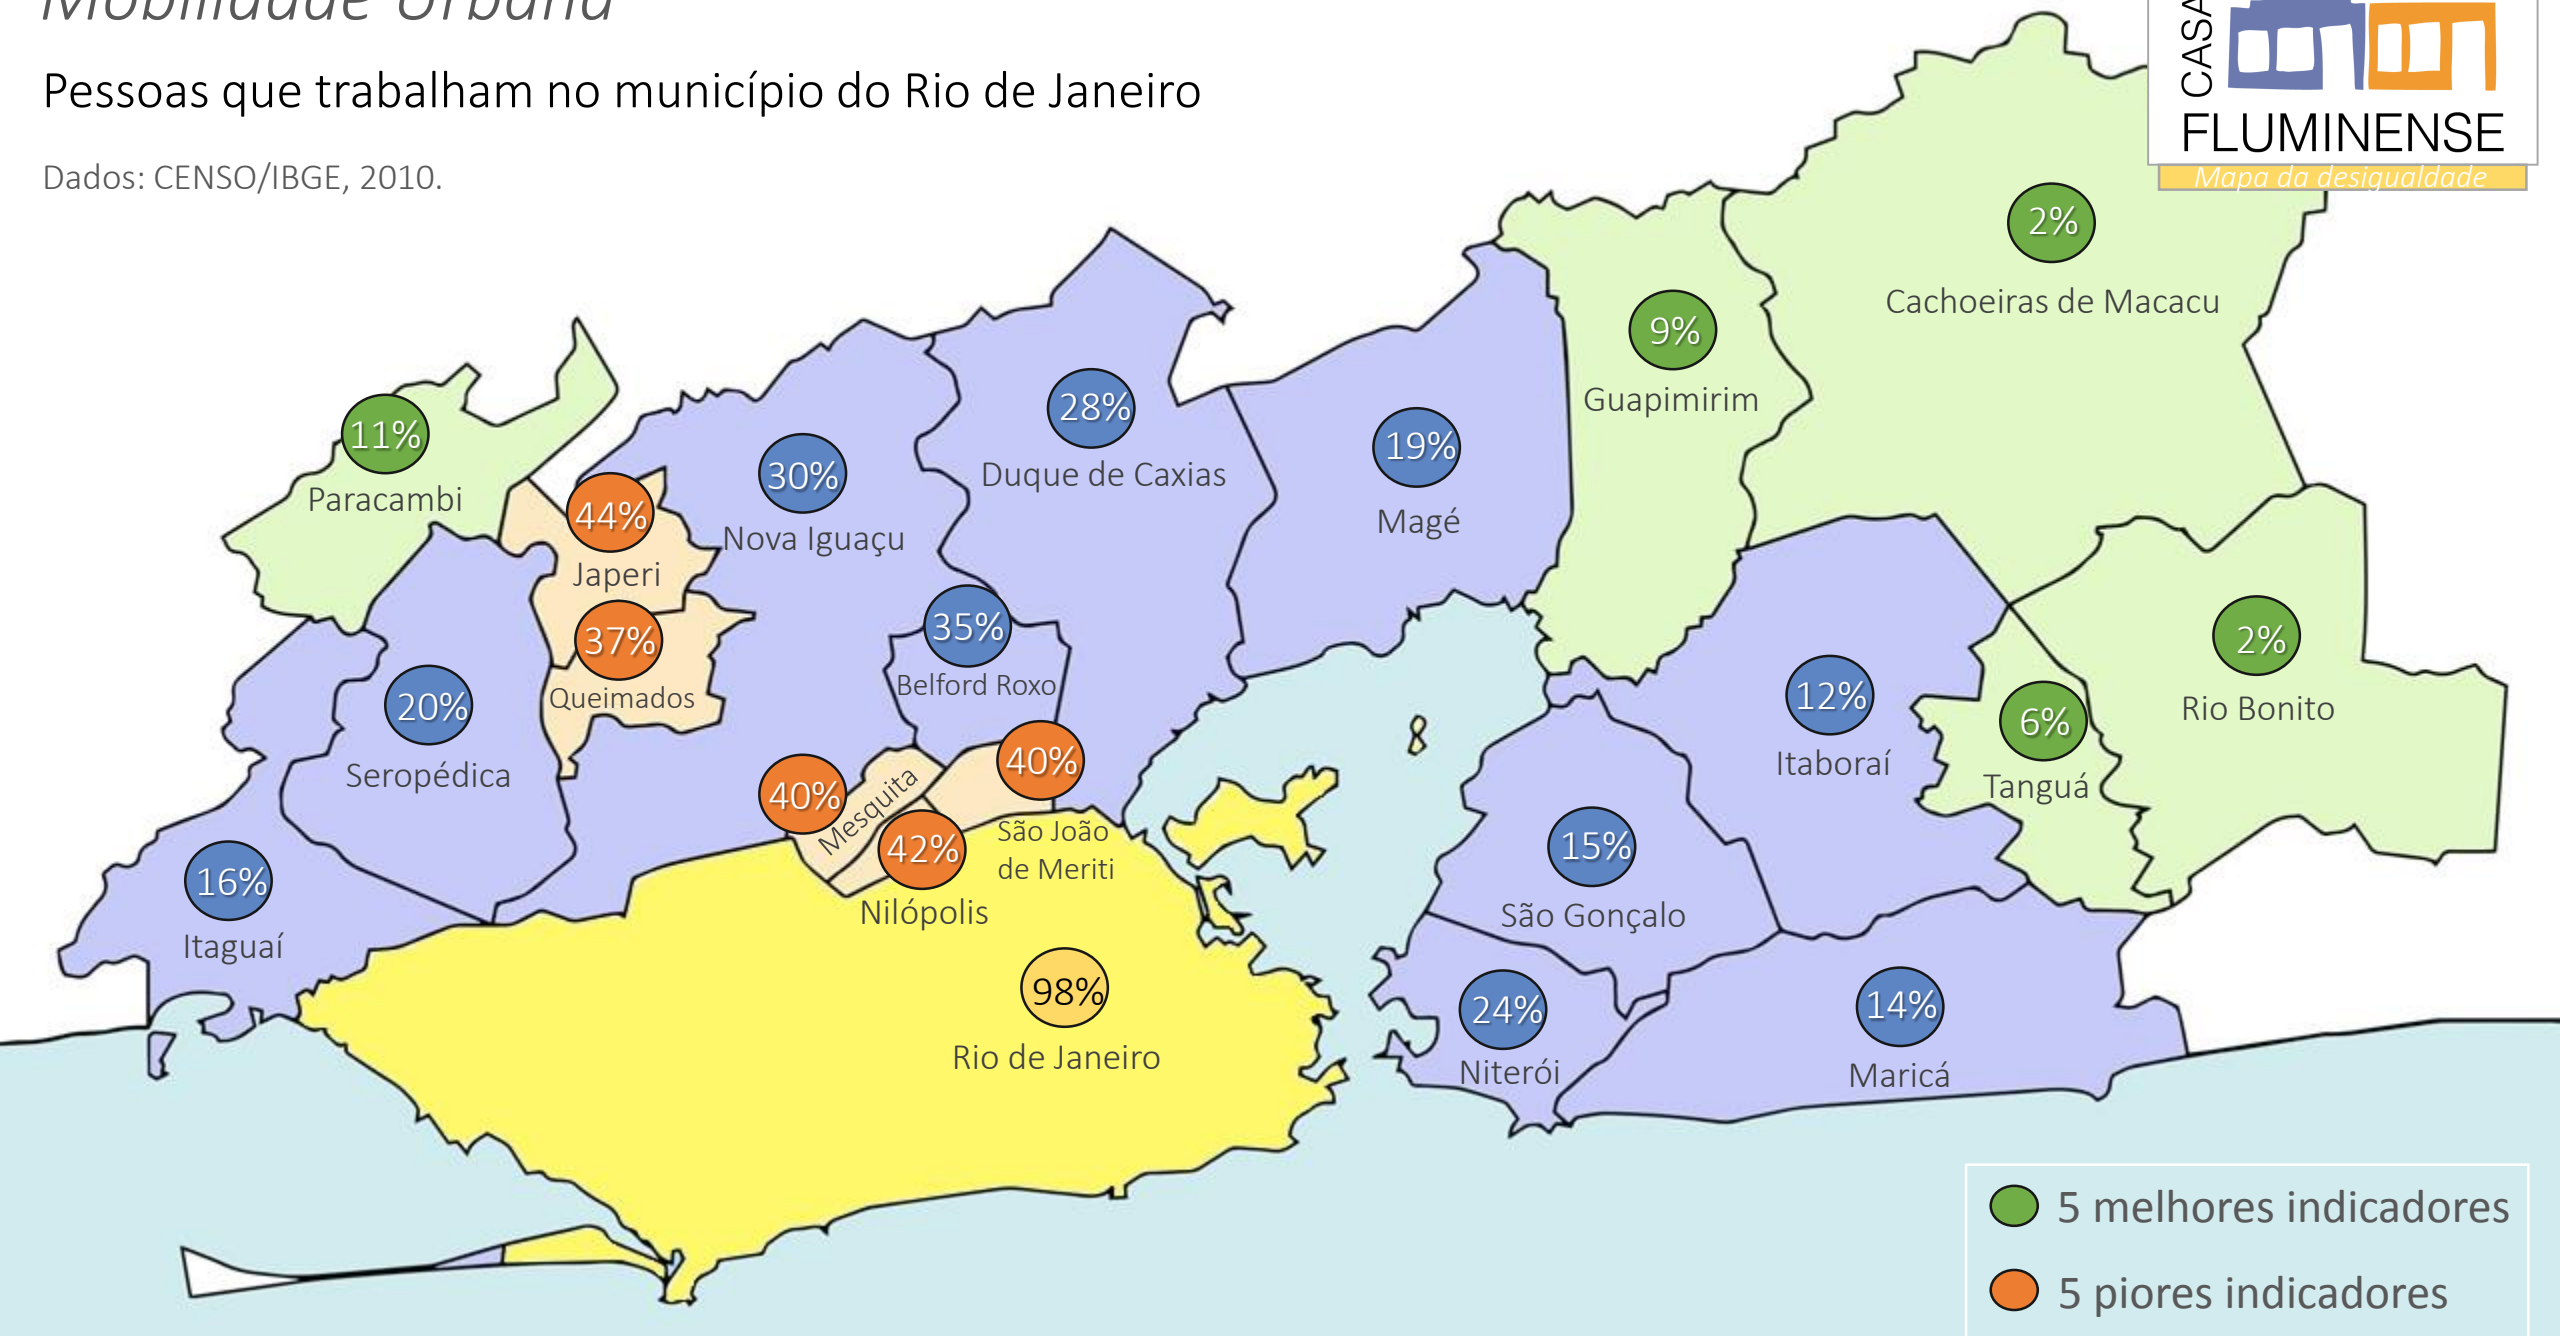 Mobilidade Urbana
Pessoas que trabalham no município do Rio de Janeiro
Dados: CENSO/IBGE, 2010.
CASA
FLUMINENSE
Mapa da desigualdade
2%
Cachoeiras de Macacu
9%
Guapimirim
28%
Duque de Caxias
19%
Magé
11%
Paracambi
30%
Nova Iguaçu
44%
Japeri
37%
Queimados
35%
Belford Roxo
20%
Seropédica
2%
Rio Bonito
12%
Itaboraí
6%
Tanguá
40%
Mesquita
40%
São João
de Meriti
42%
Nilópolis
15%
São Gonçalo
16%
Itaguaí
98%
Rio de Janeiro
24%
Niterói
14%
Maricá
5 melhores indicadores
5 piores indicadores